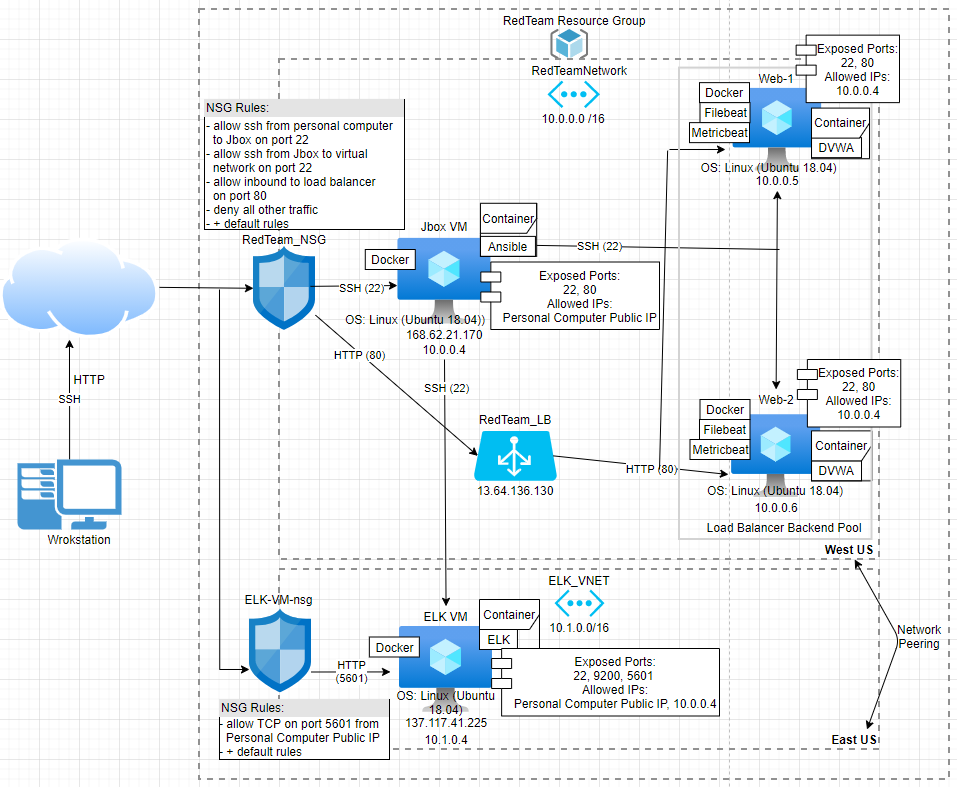 RedTeam Resource Group
RedTeamNetwork
10.0.0.0 /16
NSG Rules:
- allow ssh from personal computer
to Jbox on port 22
- allow ssh from Jbox to virtual
network on port 22
- allow inbound to load balancer
on port 80
- deny all other traffic
- + default rules
RedTeam_NSG
Jbox VM
Docker
Container
Ansible
SSH (22)
SSH (22)
Exposed Ports:
22, 80
Allowed IPs:
Personal Computer Public IP
OS: Linux (Ubuntu 18.04))
168.62.21.170
10.0.0.4
HTTP (80)
SSH (22)
Web-1
Docker
Filebeat
Metricbeat
Exposed Ports:
22, 80
Allowed IPs:
10.0.0.4
Container
DVWA
OS: Linux (Ubuntu 18.04)
10.0.0.5
RedTeam_LB
13.64.136.130
HTTP (80)
Web-2
Docker
Filebeat
Metricbeat
Exposed Ports:
22, 80
Allowed IPs:
10.0.0.4
Container
DVWA
OS: Linux (Ubuntu 18.04)
10.0.0.6
Load Balancer Backend Pool
West US
HTTP
SSH
Wrokstation
ELK_VNET
10.1.0.0/16
ELK-VM-nsg
HTTP
(5601)
ELK VM
Docker
Container
ELK
Exposed Ports:
22, 9200, 5601
Allowed IPs:
Personal Computer Public IP, 10.0.0.4
OS: Linux (Ubuntu
18.04)
137.117.41.225
10.1.0.4
NSG Rules:
- allow TCP on port 5601 from
Personal Computer Public IP
- + default rules
Network
Peering
East US